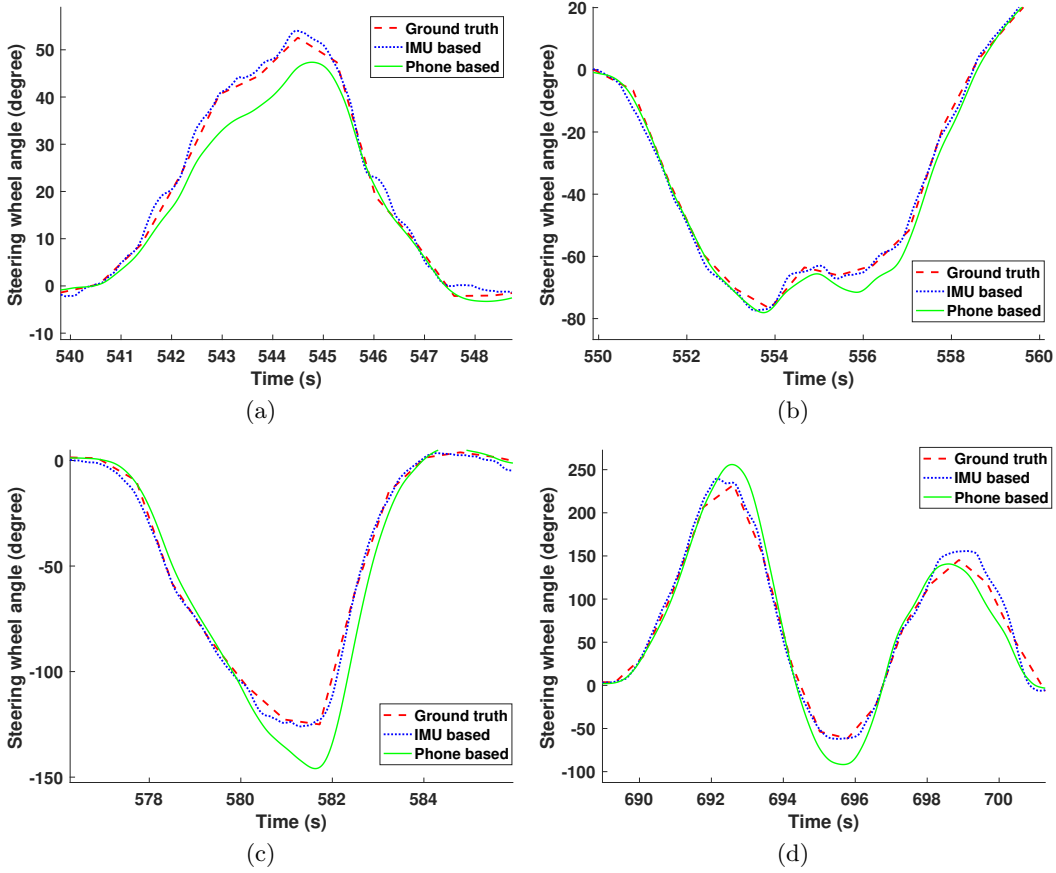 Steering wheel angle (degree)
50
40
30
20
10
0
-10
540 541 542 543 544 545 546 547 548
Time (s)
Ground truth
IMU based
Phone based
(a)
Steering wheel angle (degree)
20
0
-20
-40
-60
-80
550 552 554 556 558 560
Time (s)
Ground truth
IMU based
Phone based
(b)
Steering wheel angle (degree)
0
-50
-100
-150
578 580 582 584
Time (s)
Ground truth
IMU based
Phone based
(c)
Steering wheel angle (degree)
250
200
150
100
50
0
-50
-100
690 692 694 696 698 700
Time (s)
Ground truth
IMU based
Phone based
(d)